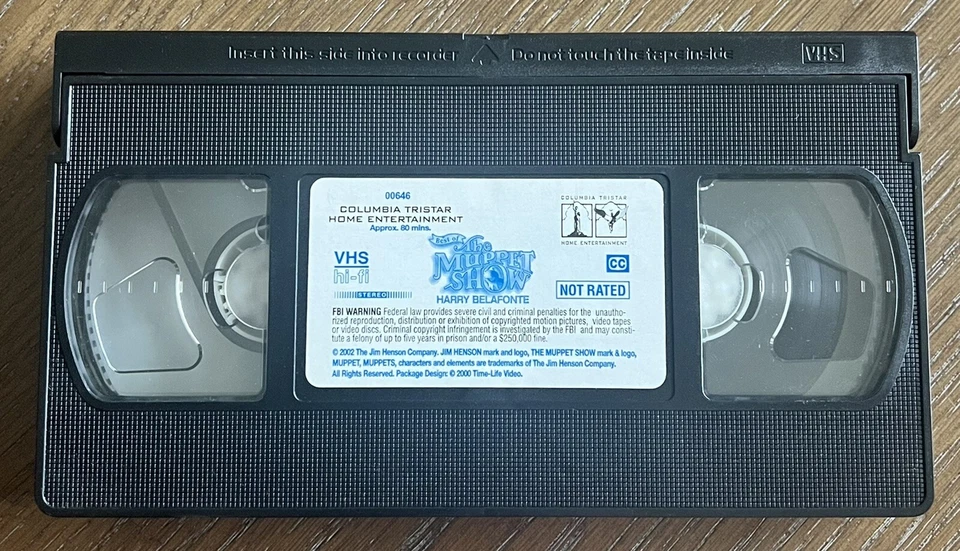 Insert this side into recorder Do not touch the tape inside VHS
00646
COLUMBIA TRISTAR
HOME ENTERTAINMENT
Approx. 80 mins.
COLUMBIA TRISTAR
HOME ENTERTAINMENT
VHS
hi-fi
STEREO
Best of
The
MUPPET
SHOW
HARRY BELAFONTE
CC
NOT RATED
FBI WARNING Federal law provides severe civil and criminal penalties for the unautho-
rized reproduction, distribution or exhibition of copyrighted motion pictures, video tapes
or video discs. Criminal copyright infringement is investigated by the FBI and may consti-
tute a felony of up to five years in prison and/or a $250,000 fine.
© 2002 The Jim Henson Company. JIM HENSON mark and logo, THE MUPPET SHOW mark & logo,
MUPPET, MUPPETS, characters and elements are trademarks of The Jim Henson Company.
All Rights Reserved. Package Design: © 2000 Time-Life Video.